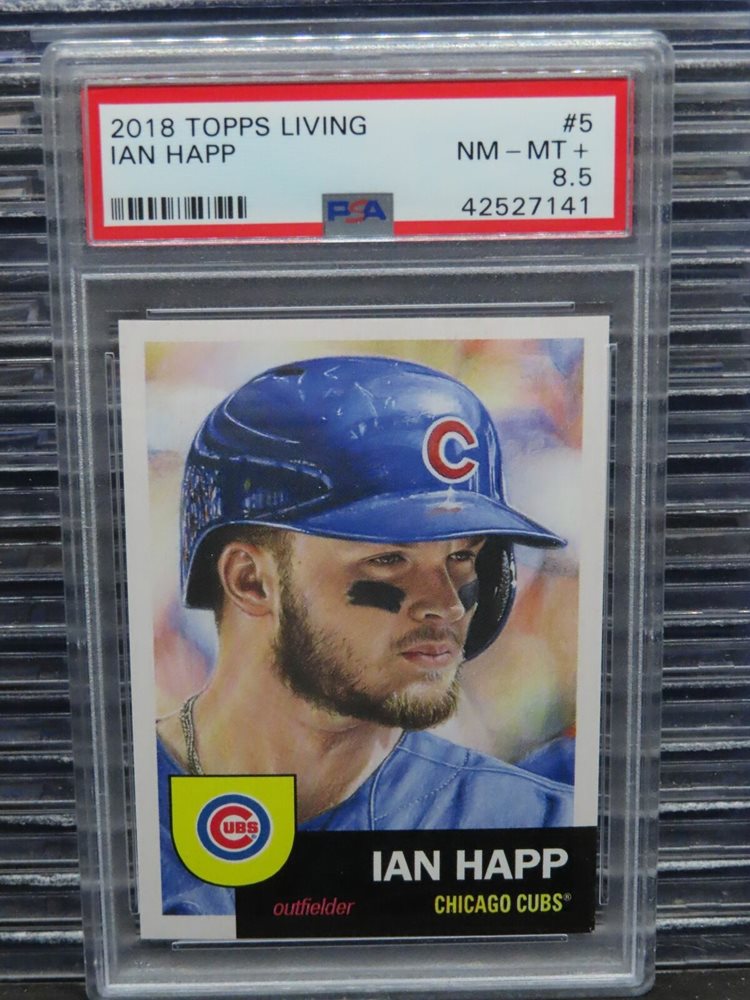 2018 TOPPS LIVING #5
IAN HAPP NM - MT +
8.5
PSA 42527141
C
CUBS
IAN HAPP
outfielder CHICAGO CUBS®